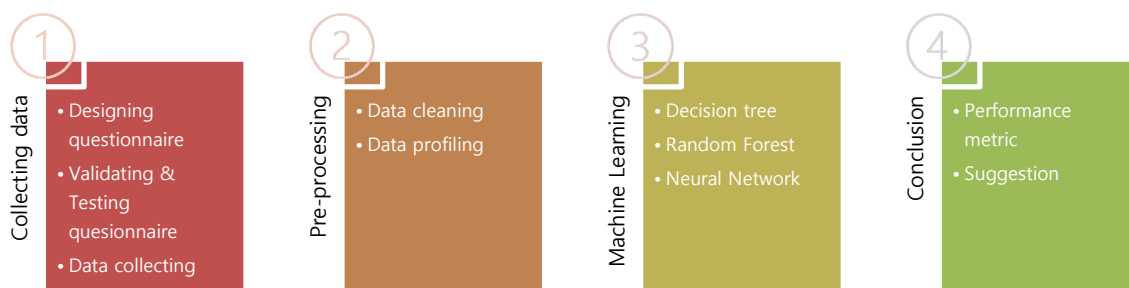 1
Collecting data
• Designing
questionnaire
• Validating &
Testing
quesionnaire
• Data collecting
2
Pre-processing
• Data cleaning
• Data profiling
3
Machine Learning
• Decision tree
• Random Forest
• Neural Network
4
Conclusion
• Performance
metric
• Suggestion